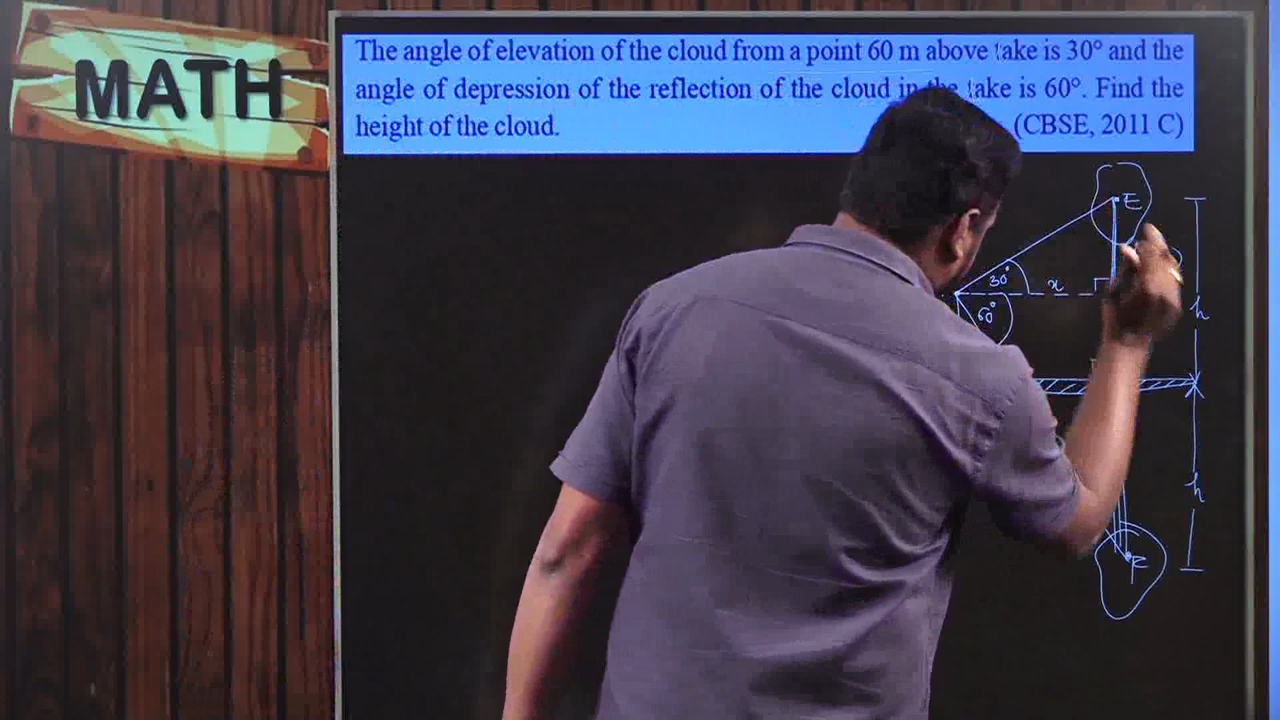 MATH
The angle of elevation of the cloud from a point 60 m above lake is 30° and the
angle of depression of the reflection of the cloud in the lake is 60°. Find the
height of the cloud.
(CBSE, 2011 C)
E
30°
x
60°
h
h
F